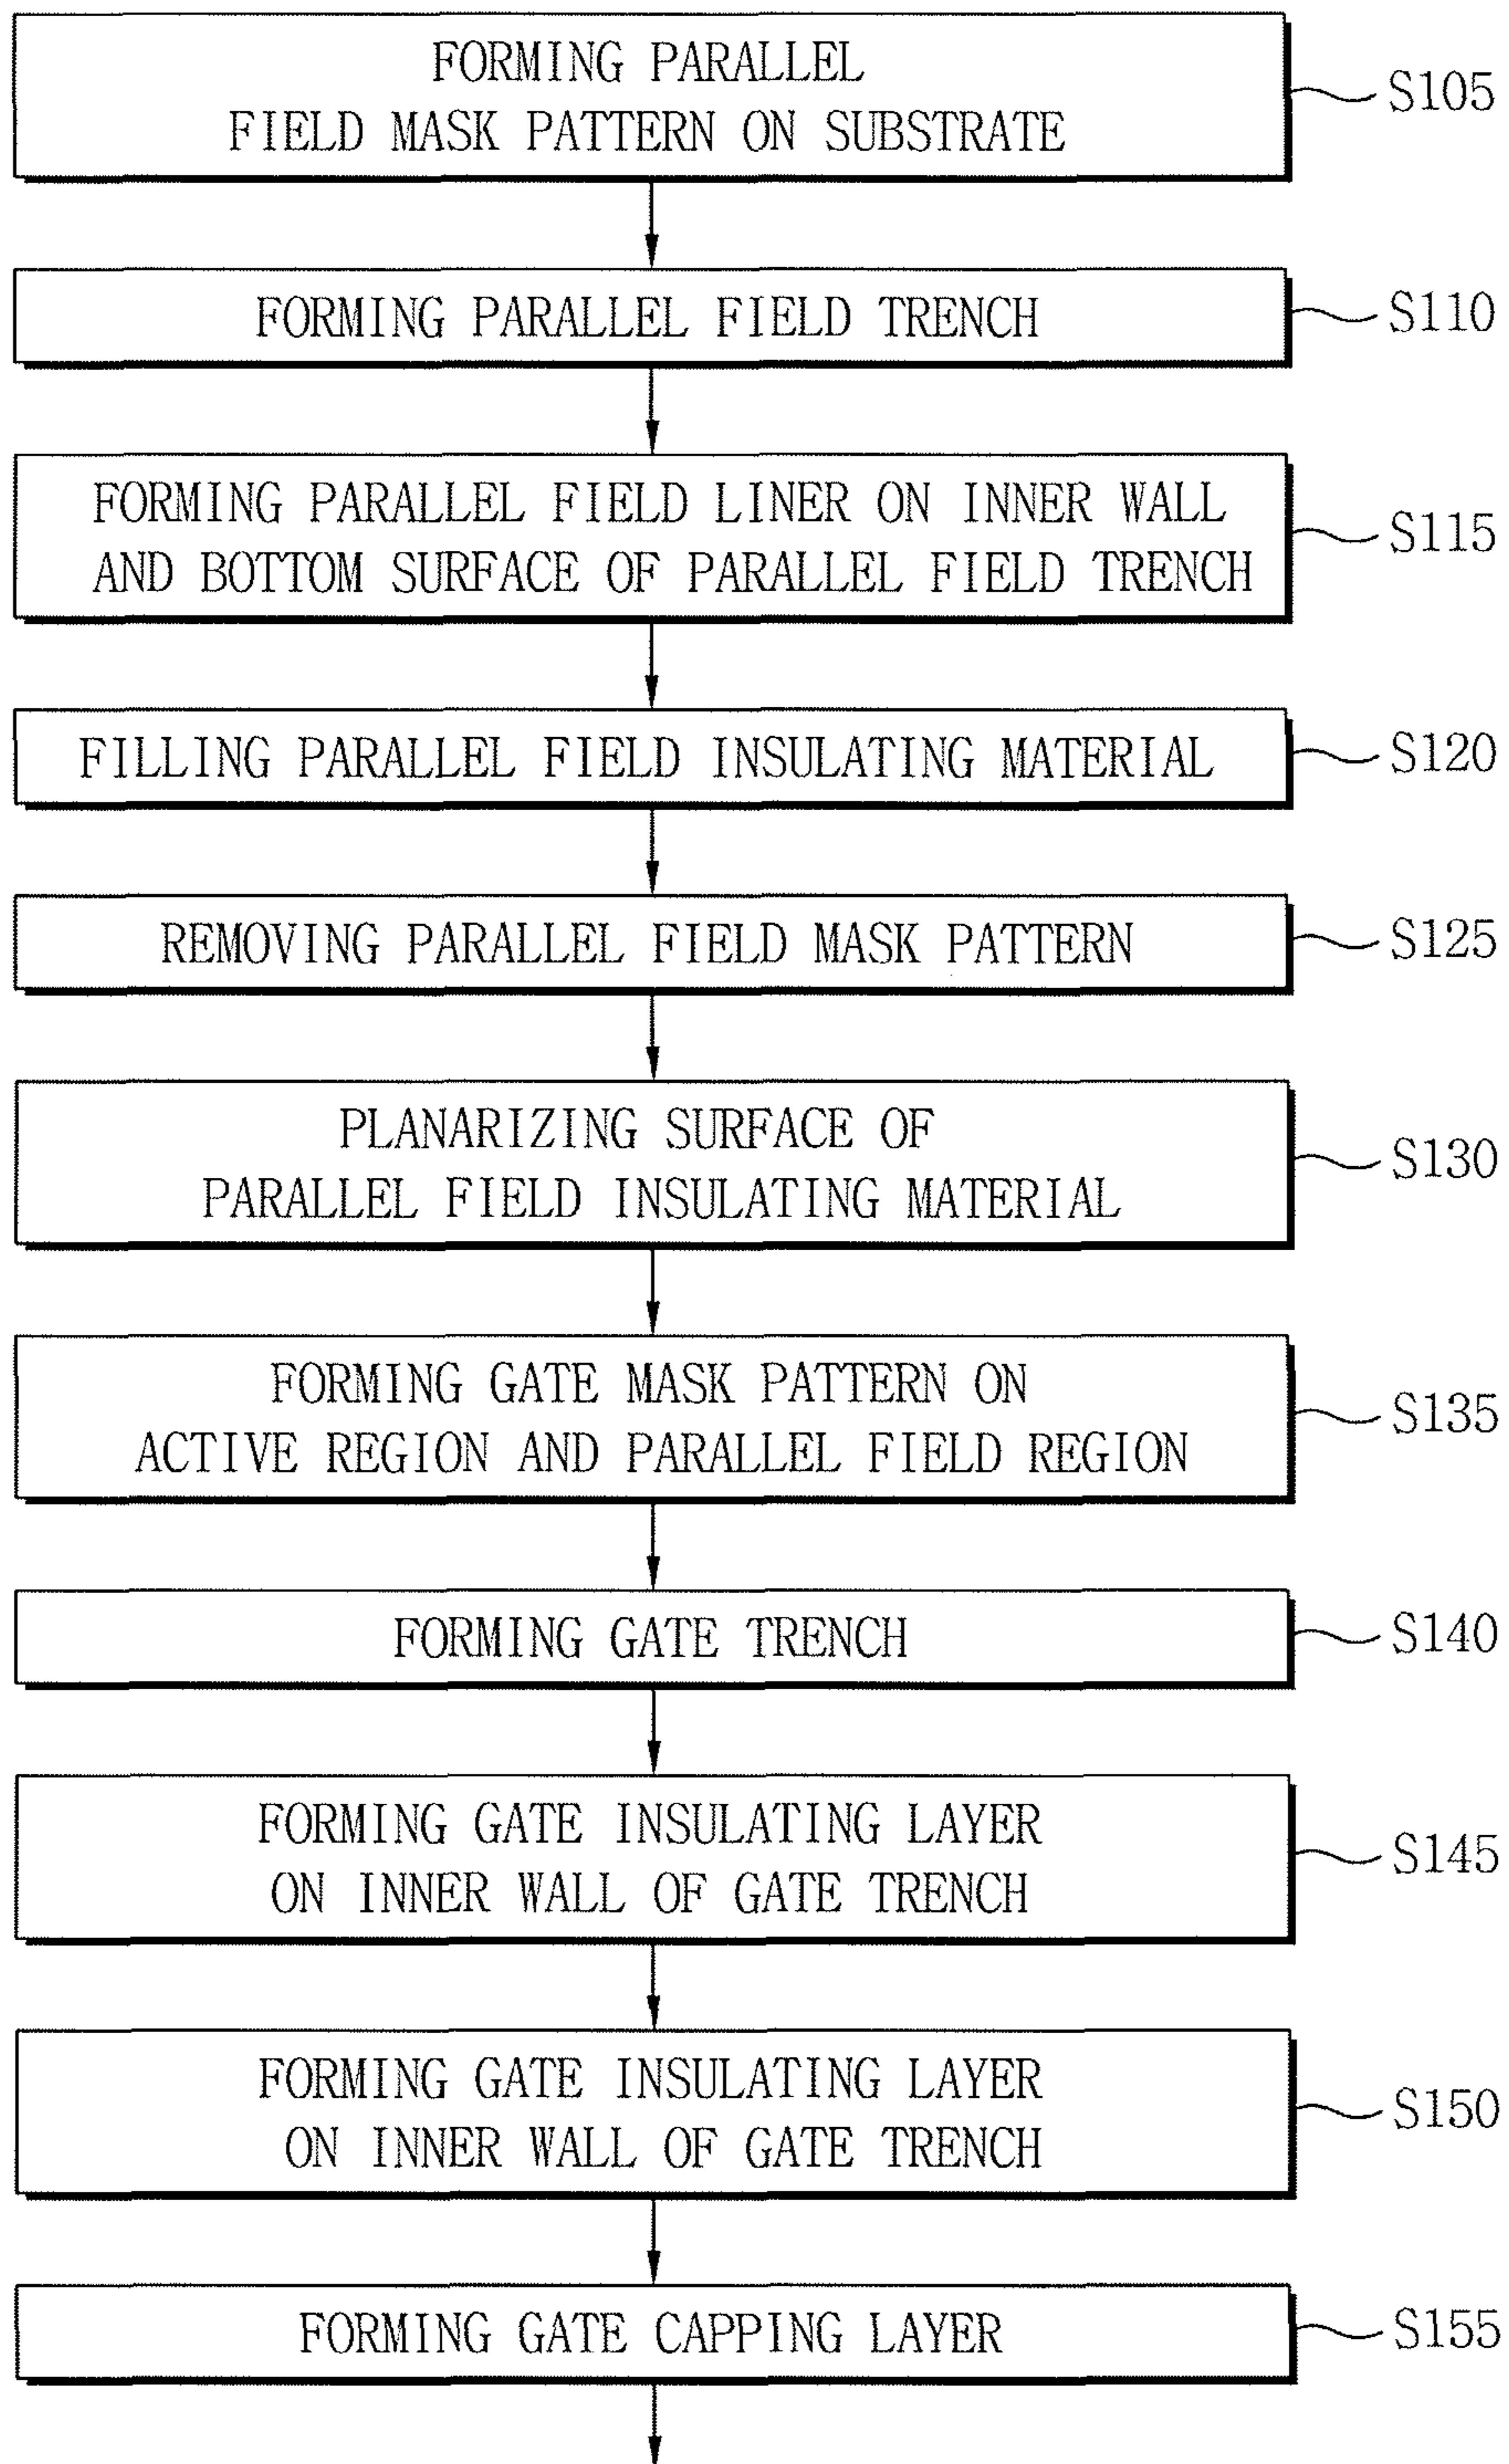 FORMING PARALLEL
FIELD MASK PATTERN ON SUBSTRATE
S105
FORMING PARALLEL FIELD TRENCH
S110
FORMING PARALLEL FIELD LINER ON INNER WALL
AND BOTTOM SURFACE OF PARALLEL FIELD TRENCH
S115
FILLING PARALLEL FIELD INSULATING MATERIAL
S120
REMOVING PARALLEL FIELD MASK PATTERN
S125
PLANARIZING SURFACE OF
PARALLEL FIELD INSULATING MATERIAL
S130
FORMING GATE MASK PATTERN ON
ACTIVE REGION AND PARALLEL FIELD REGION
S135
FORMING GATE TRENCH
S140
FORMING GATE INSULATING LAYER
ON INNER WALL OF GATE TRENCH
S145
FORMING GATE INSULATING LAYER
ON INNER WALL OF GATE TRENCH
S150
FORMING GATE CAPPING LAYER
S155